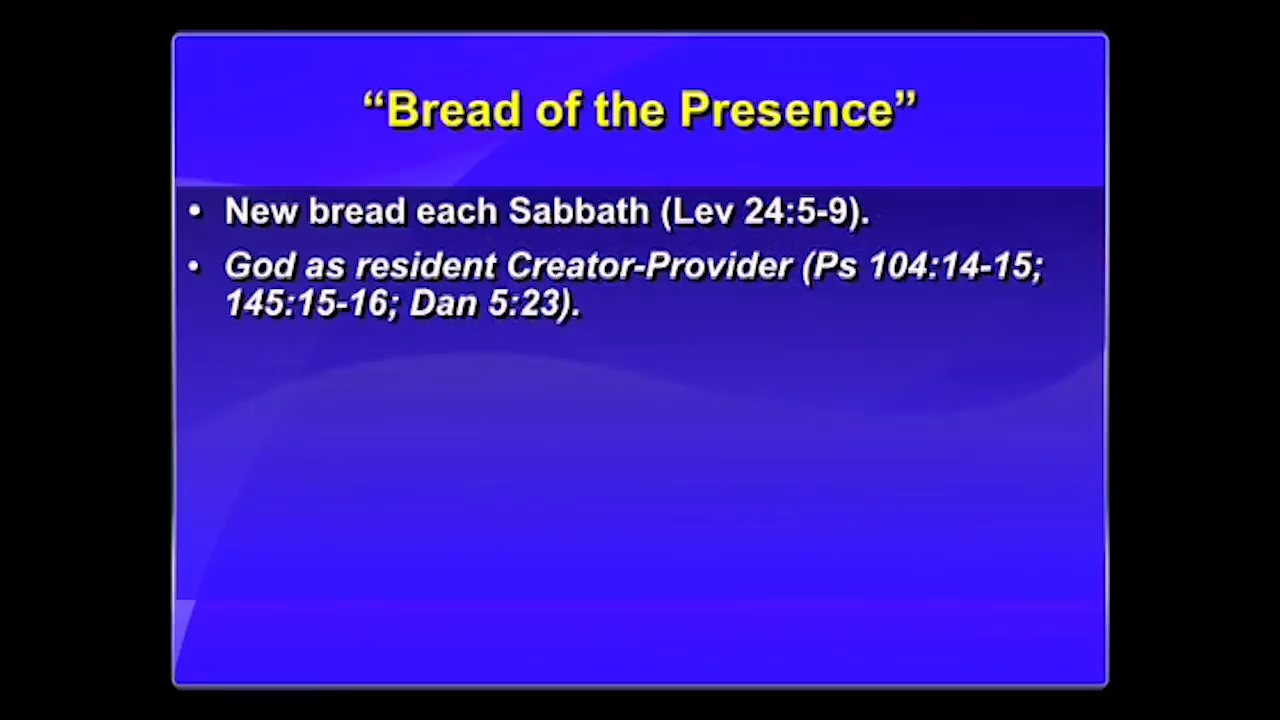 “Bread of the Presence”
• New bread each Sabbath (Lev 24:5-9).
• God as resident Creator-Provider (Ps 104:14-15;
145:15-16; Dan 5:23).